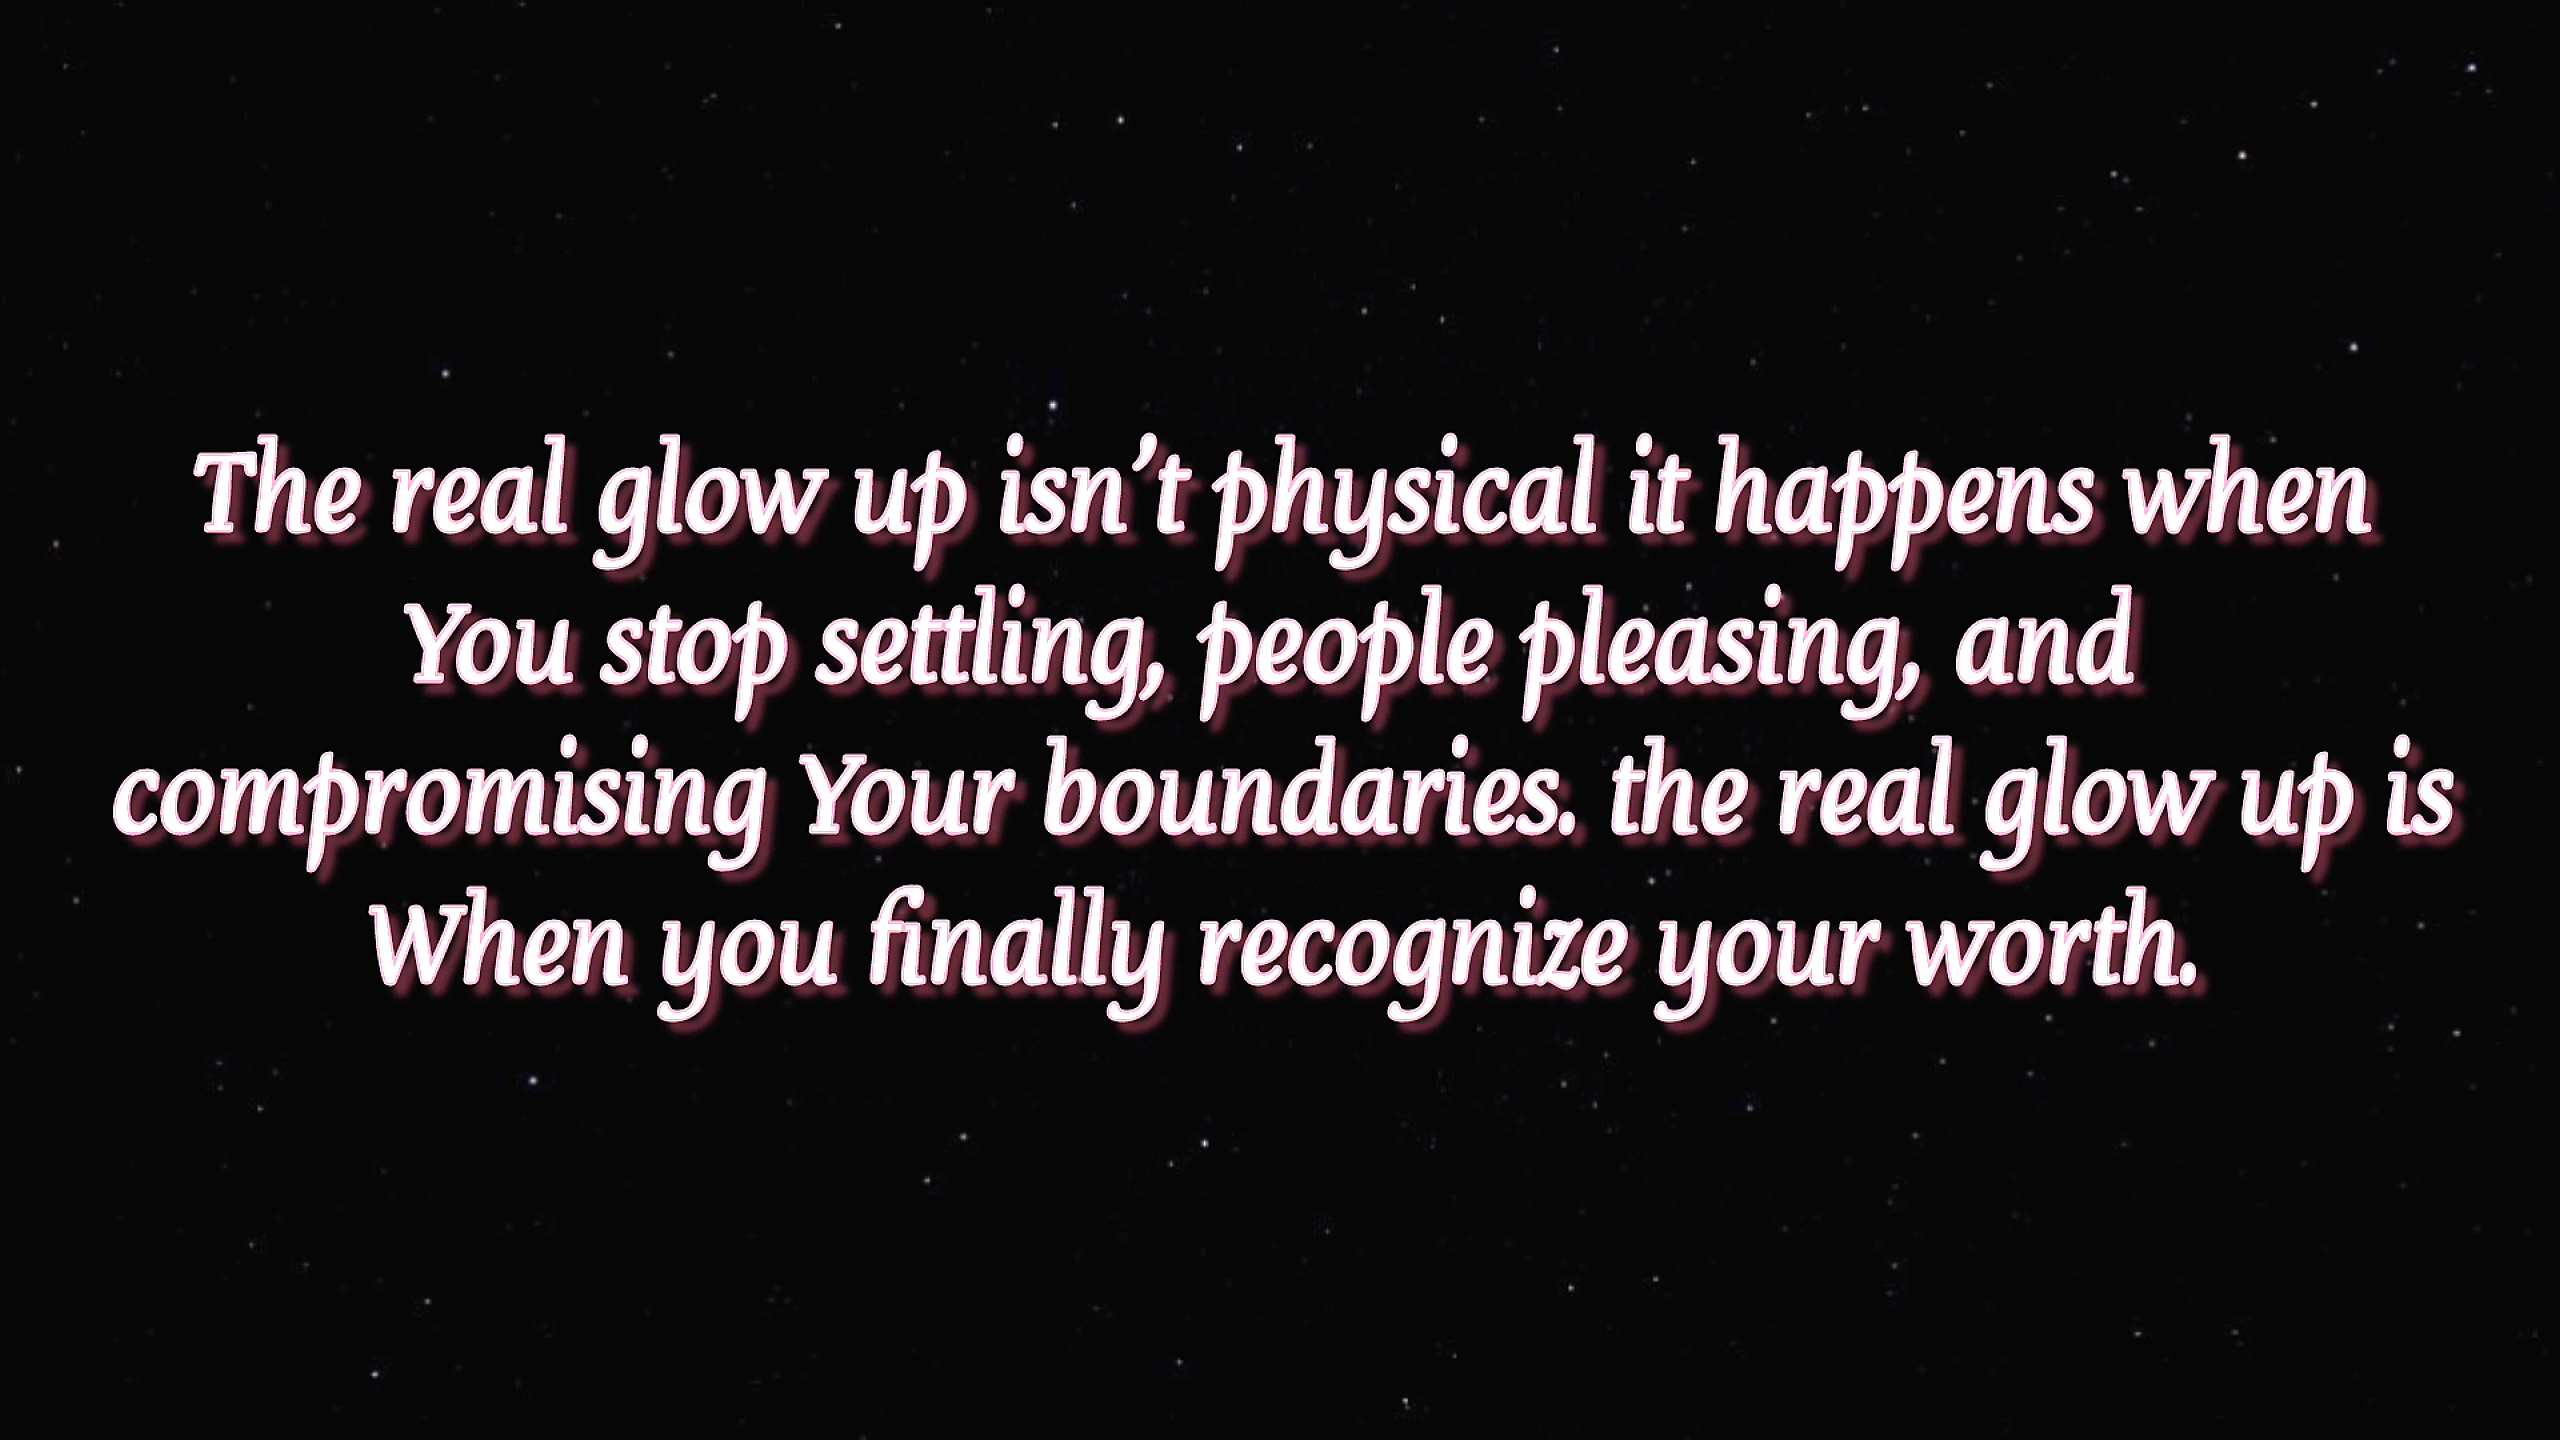 The real glow up isn’t physical it happens when
You stop settling, people pleasing, and
compromising Your boundaries. the real glow up is
When you finally recognize your worth.